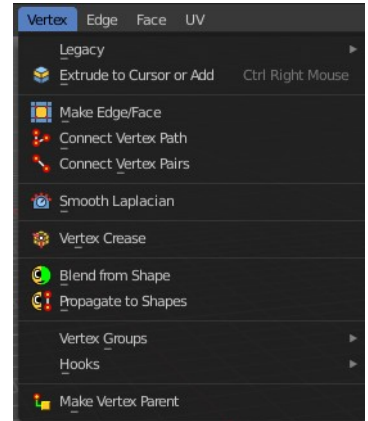 Vertex Edge Face UV
Legacy
Extrude to Cursor or Add Ctrl Right Mouse
Make Edge/Face
Connect Vertex Path
Connect Vertex Pairs
Smooth Laplacian
Vertex Crease
Blend from Shape
Propagate to Shapes
Vertex Groups
Hooks
Make Vertex Parent